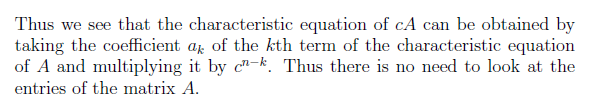 Thus we see that the characteristic equation of cA can be obtained by
taking the coefficient aₖ of the kth term of the characteristic equation
of A and multiplying it by cⁿ⁻ᵏ. Thus there is no need to look at the
entries of the matrix A.